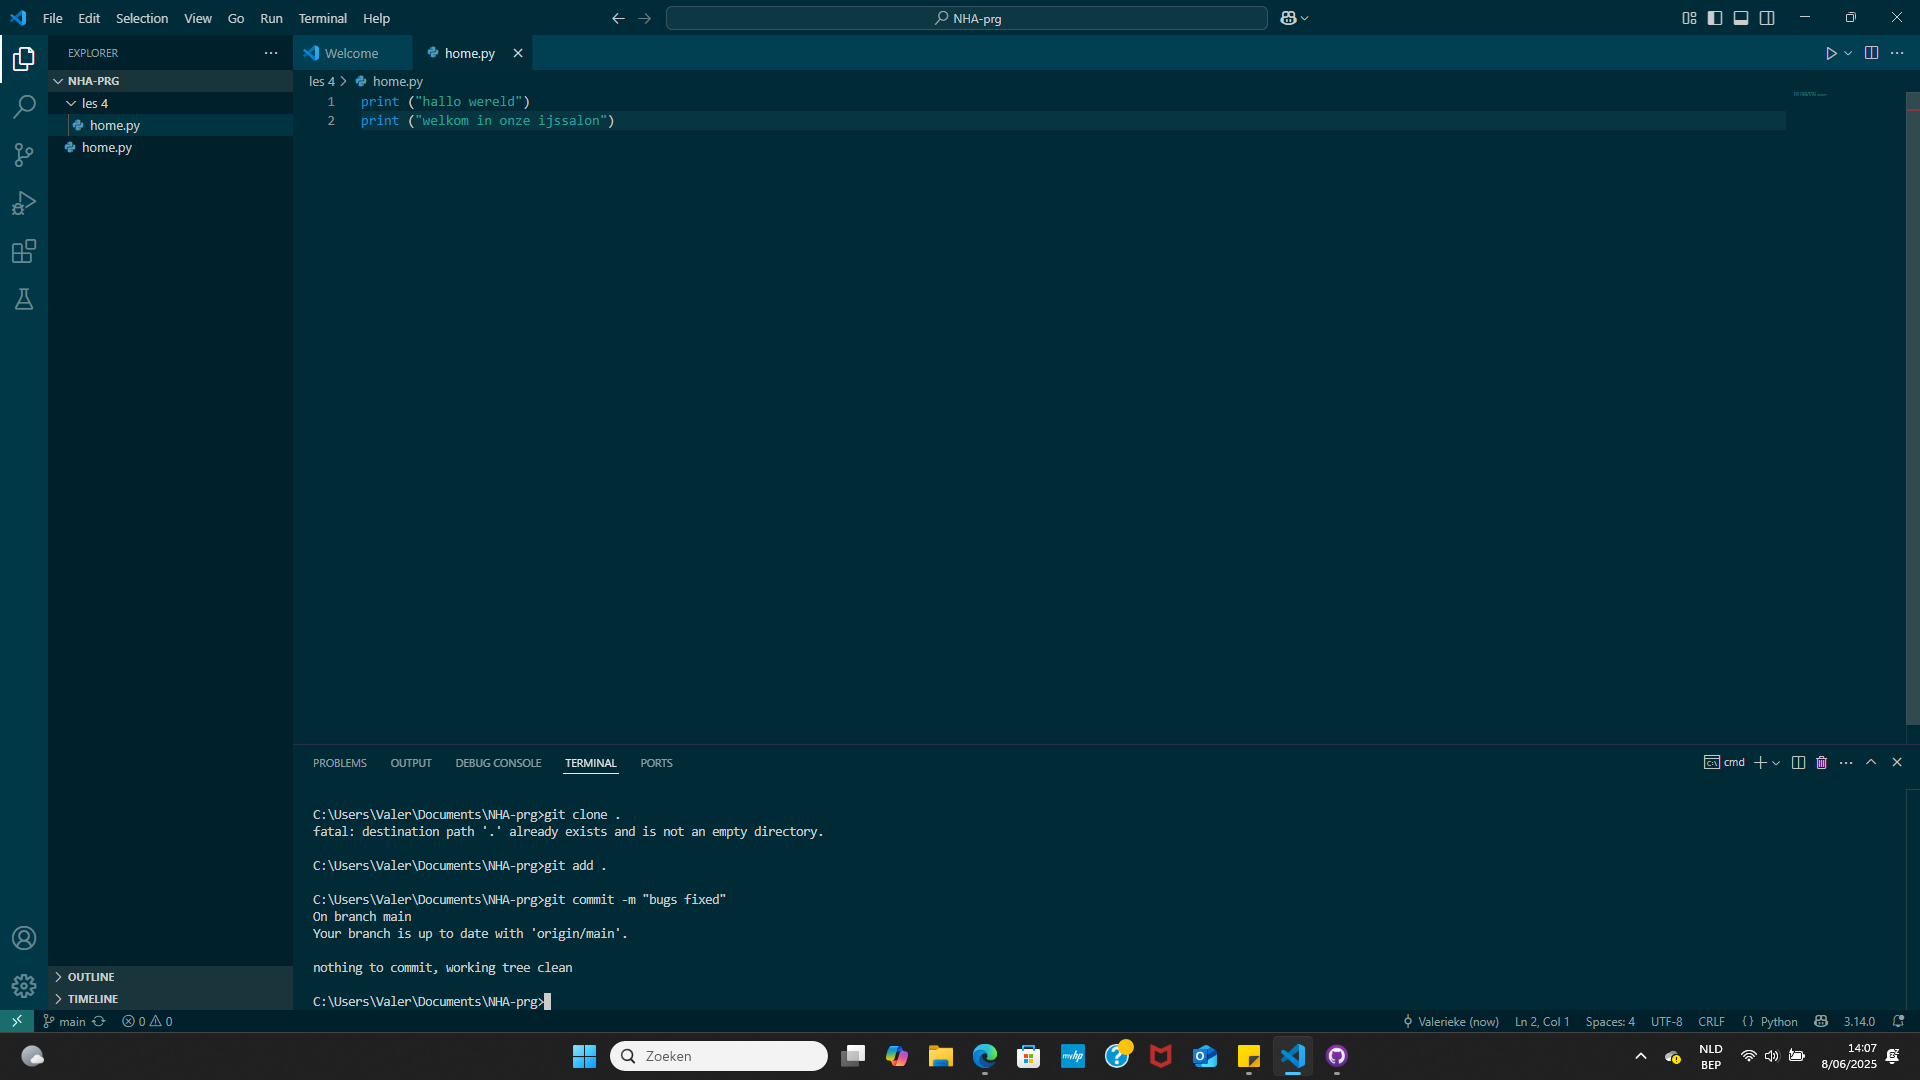 File Edit Selection View Go Run Terminal Help
NHA-prg
EXPLORER
NHA-PRG
les 4
home.py
home.py
OUTLINE
TIMELINE
Welcome
home.py
les 4 > home.py
1 print ("hallo wereld")
2 print ("welkom in onze ijssalon")
PROBLEMS OUTPUT DEBUG CONSOLE TERMINAL PORTS
cmd
C:\Users\Valer\Documents\NHA-prg>git clone .
fatal: destination path '.' already exists and is not an empty directory.
C:\Users\Valer\Documents\NHA-prg>git add .
C:\Users\Valer\Documents\NHA-prg>git commit -m "bugs fixed"
On branch main
Your branch is up to date with 'origin/main'.
nothing to commit, working tree clean
C:\Users\Valer\Documents\NHA-prg>
main 0 0
Valerieke (now) Ln 2, Col 1 Spaces: 4 UTF-8 CRLF {} Python 3.14.0
Zoeken
myhp
NLD
BEP
14:07
8/06/2025